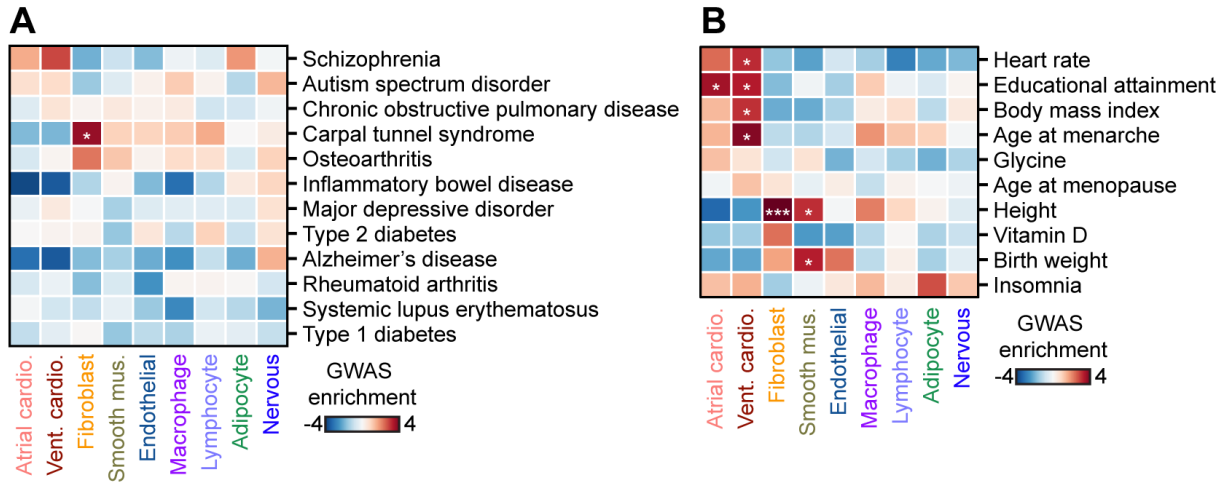 A
Schizophrenia
Autism spectrum disorder
Chronic obstructive pulmonary disease
*
Carpal tunnel syndrome
Osteoarthritis
Inflammatory bowel disease
Major depressive disorder
Type 2 diabetes
Alzheimer's disease
Rheumatoid arthritis
Systemic lupus erythematosus
Type 1 diabetes
Atrial cardio.
Vent. cardio.
Fibroblast
Smooth mus.
Endothelial
Macrophage
Lymphocyte
Adipocyte
Nervous
GWAS
enrichment
-4 4
B
* Heart rate
* * Educational attainment
* Body mass index
* Age at menarche
Glycine
Age at menopause
*** * Height
Vitamin D
* Birth weight
Insomnia
Atrial cardio.
Vent. cardio.
Fibroblast
Smooth mus.
Endothelial
Macrophage
Lymphocyte
Adipocyte
Nervous
GWAS
enrichment
-4 4